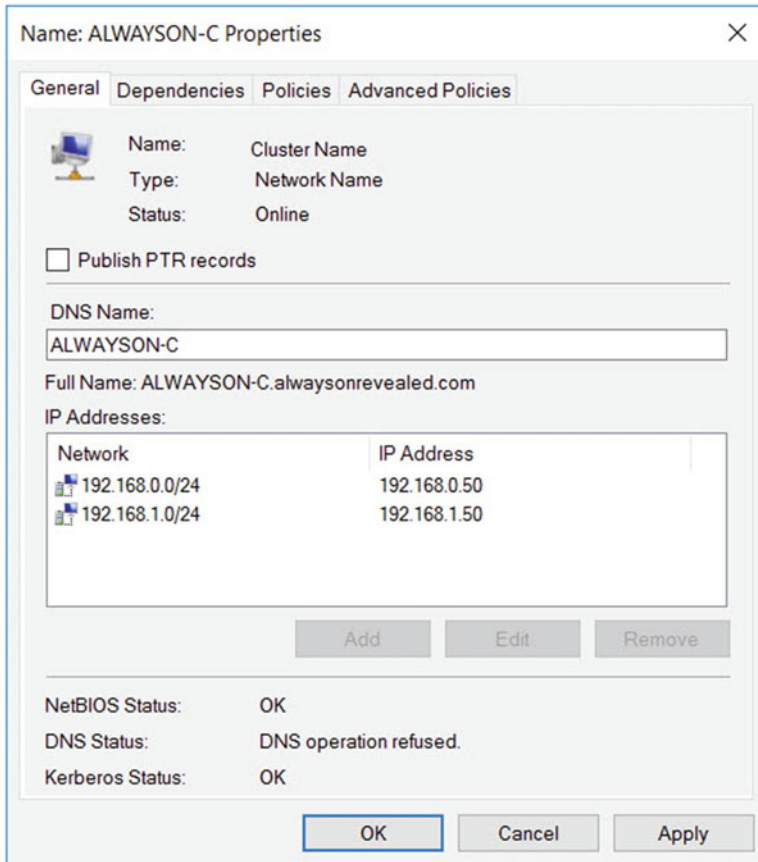 Name: ALWAYSON-C Properties
General Dependencies Policies Advanced Policies
Name: Cluster Name
Type: Network Name
Status: Online
Publish PTR records
DNS Name:
ALWAYSON-C
Full Name: ALWAYSON-C.alwaysonrevealed.com
IP Addresses:
Network IP Address
192.168.0.0/24 192.168.0.50
192.168.1.0/24 192.168.1.50
Add Edit Remove
NetBIOS Status: OK
DNS Status: DNS operation refused.
Kerberos Status: OK
OK Cancel Apply